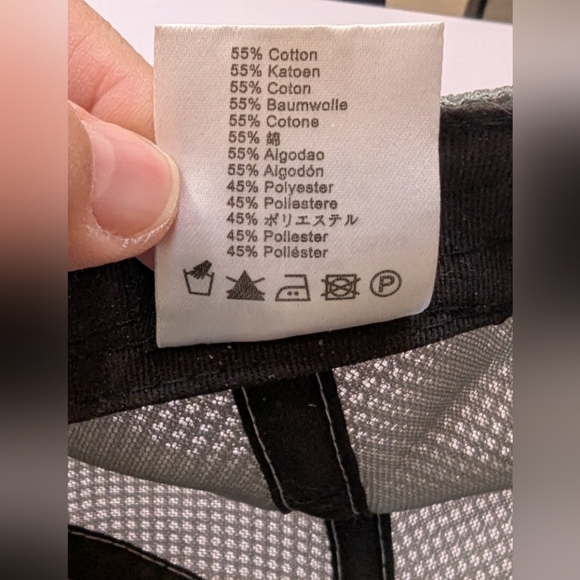 55% Cotton
55% Katoen
55% Coton
55% Baumwolle
55% Cotone
55% 綿
55% Algodao
55% Algodón
45% Polyester
45% Poliestere
45% ポリエステル
45% Poliester
45% Poliéster
P